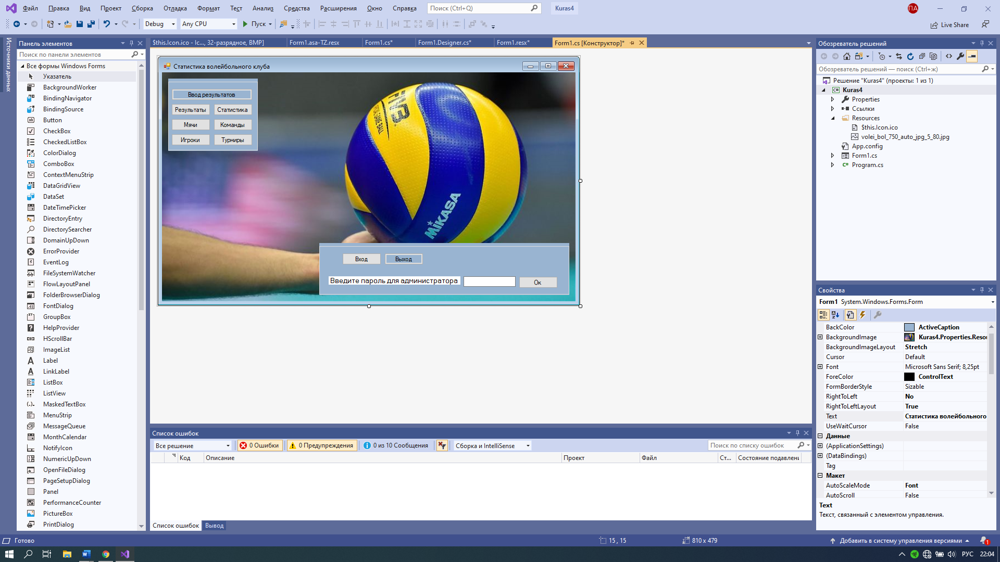 Файл Правка Вид Проект Сборка Отладка Формат Тест Анализ Средства Расширения Окно Справка Поиск (Ctrl+Q) Kuras4 ПА
Debug Any CPU Пуск Live Share
Источники данных
Панель элементов
Поиск по панели элементов
Все формы Windows Forms
Указатель
BackgroundWorker
BindingNavigator
BindingSource
Button
CheckBox
CheckedListBox
ColorDialog
ComboBox
ContextMenuStrip
DataGridView
DataSet
DateTimePicker
DirectoryEntry
DirectorySearcher
DomainUpDown
ErrorProvider
EventLog
FileSystemWatcher
FlowLayoutPanel
FolderBrowserDialog
FontDialog
GroupBox
HelpProvider
HScrollBar
ImageList
Label
LinkLabel
ListBox
ListView
MaskedTextBox
MenuStrip
MessageQueue
MonthCalendar
NotifyIcon
NumericUpDown
OpenFileDialog
PageSetupDialog
Panel
PerformanceCounter
PictureBox
PrintDialog
$this.Icon.ico - Ic..., 32-разрядное, BMP] Form1.asa-TZ.resx Form1.cs* Form1.Designer.cs* Form1.resx* Form1.cs [Конструктор]*
Статистика волейбольного клуба
Ввод результатов
Результаты Статистика
Мячи Команды
Игроки Турниры
MIKASA
Вход Выход
Введите пароль для администратора Ок
Список ошибок
Все решение 0 Ошибки 0 Предупреждения 0 из 10 Сообщения Сборка и IntelliSense Поиск по списку ошибок
Код Описание Проект Файл Ст... Состояние подавлени
Список ошибок Вывод
Обозреватель решений
Обозреватель решений — поиск (Ctrl+ж)
Решение "Kuras4" (проекты: 1 из 1)
Kuras4
Properties
Ссылки
Resources
$this.Icon.ico
volei_bol_750_auto_jpg_5_80.jpg
App.config
Form1.cs
Program.cs
Свойства
Form1 System.Windows.Forms.Form
BackColor ActiveCaption
BackgroundImage Kuras4.Properties.Resou
BackgroundImageLayout Stretch
Cursor Default
Font Microsoft Sans Serif; 8,25pt
ForeColor ControlText
FormBorderStyle Sizable
RightToLeft No
RightToLeftLayout True
Text Статистика волейбольного
UseWaitCursor False
Данные
(ApplicationSettings)
(DataBindings)
Tag
Макет
AutoScaleMode Font
AutoScroll False
Text
Текст, связанный с элементом управления.
Готово 15 , 15 810 x 479 Добавить в систему управления версиями 1
РУС 22:04